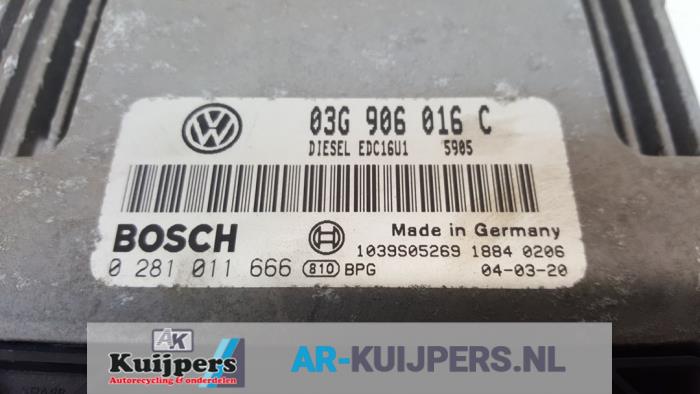 03G 906 016 C
DIESEL EDC16U1 5905
BOSCH
Made in Germany
1039S05269 1884 0206
0 281 011 666 810 BPG 04-03-20
AK
Kuijpers
Autorecycling & onderdelen
AR-KUIJPERS.NL